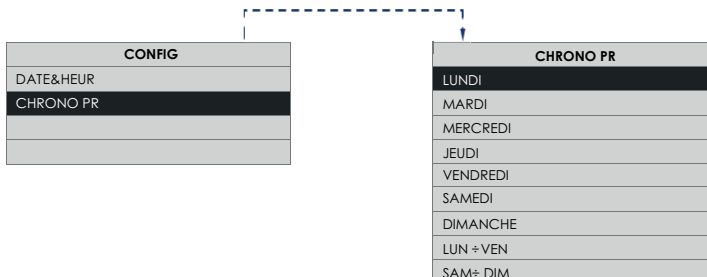 CONFIG
DATE&HEUR
CHRONO PR
CHRONO PR
LUNDI
MARDI
MERCREDI
JEUDI
VENDREDI
SAMEDI
DIMANCHE
LUN ÷VEN
SAM÷ DIM